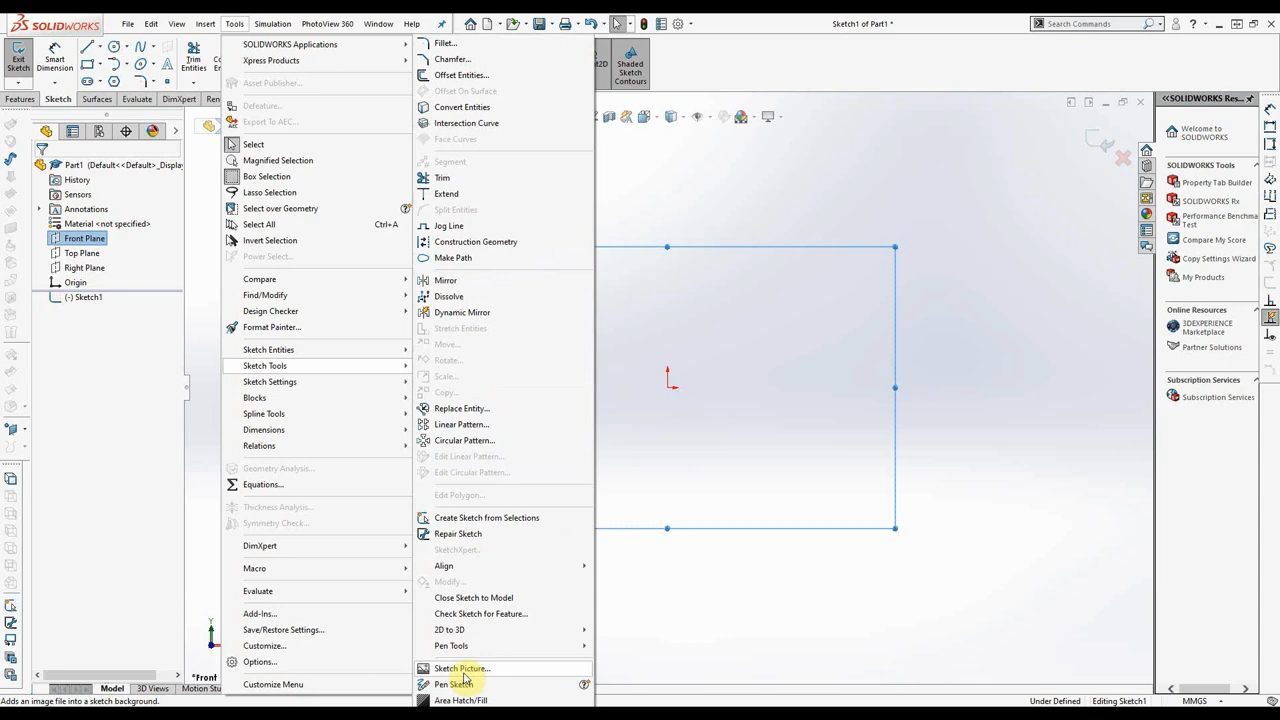 SOLIDWORKS
File
Edit
View
Insert
Tools
Simulation
PhotoView 360
Window
Help
Sketch1 of Part1 *
Search Commands
Exit
Sketch
Smart
Dimension
Trim
Entities
Shaded
Sketch
Contours
Features
Sketch
Surfaces
Evaluate
DimXpert
Part1 (Default<<Default>_Display
History
Sensors
Annotations
Material <not specified>
Front Plane
Top Plane
Right Plane
Origin
(-) Sketch1
SOLIDWORKS Applications
Xpress Products
Asset Publisher...
Defeature...
Export To AEC...
Select
Magnified Selection
Box Selection
Lasso Selection
Select over Geometry
Select All Ctrl+A
Invert Selection
Power Select...
Compare
Find/Modify
Design Checker
Format Painter...
Sketch Entities
Sketch Tools
Sketch Settings
Blocks
Spline Tools
Dimensions
Relations
Geometry Analysis...
Equations...
Thickness Analysis...
Symmetry Check...
DimXpert
Macro
Evaluate
Add-Ins...
Save/Restore Settings...
Customize...
Options...
Customize Menu
Fillet...
Chamfer...
Offset Entities...
Offset On Surface
Convert Entities
Intersection Curve
Face Curves
Segment
Trim
Extend
Split Entities
Jog Line
Construction Geometry
Make Path
Mirror
Dissolve
Dynamic Mirror
Stretch Entities
Move...
Rotate...
Scale...
Copy...
Replace Entity...
Linear Pattern...
Circular Pattern...
Edit Linear Pattern...
Edit Circular Pattern...
Edit Polygon...
Create Sketch from Selections
Repair Sketch
SketchXpert..
Align
Modify...
Close Sketch to Model
Check Sketch for Feature...
2D to 3D
Pen Tools
Sketch Picture...
Pen Sketch
Area Hatch/Fill
SOLIDWORKS Res...
Welcome to
SOLIDWORKS
SOLIDWORKS Tools
Property Tab Builder
SOLIDWORKS Rx
Performance Benchma
Test
Compare My Score
Copy Settings Wizard
My Products
Online Resources
3DEXPERIENCE
Marketplace
Partner Solutions
Subscription Services
Subscription Services
Y
*Front
Model
3D Views
Motion Stu
Adds an image file into a sketch background.
Under Defined
Editing Sketch1
MMGS